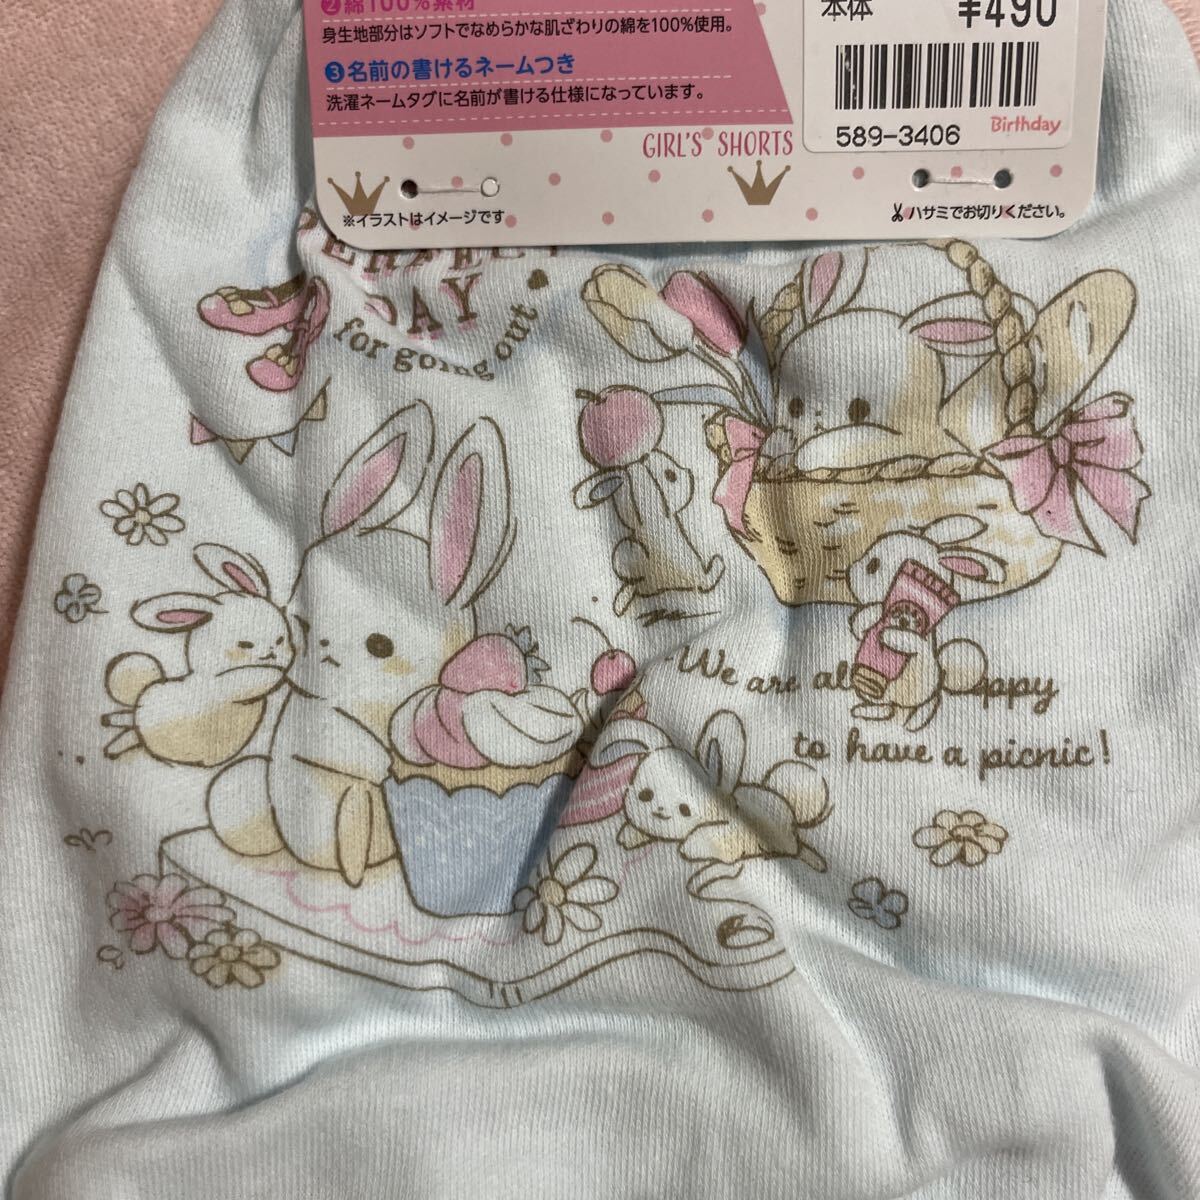 ②綿100%素材
身生地部分はソフトでなめらかな肌ざわりの綿を100%使用。
③名前の書けるネームつき
洗濯ネームタグに名前が書ける仕様になっています。
GIRL'S SHORTS
※イラストはイメージです
本体 ¥490
589-3406 Birthday
ハサミでお切りください。
DAY
for going out
We are all
to have a picnic!